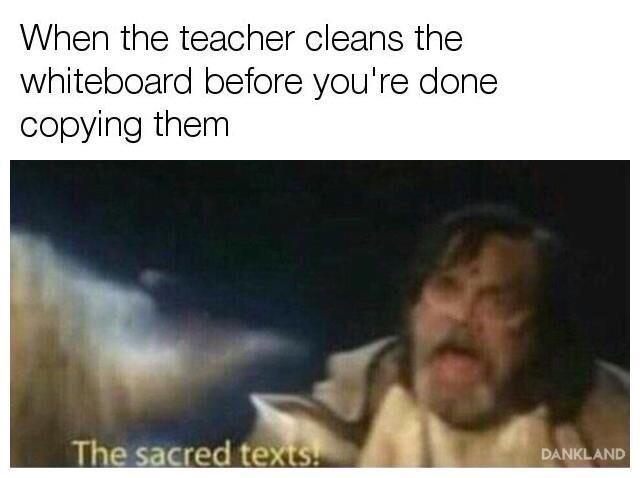 When the teacher cleans the
whiteboard before you're done
copying them
The sacred texts!
DANKLAND